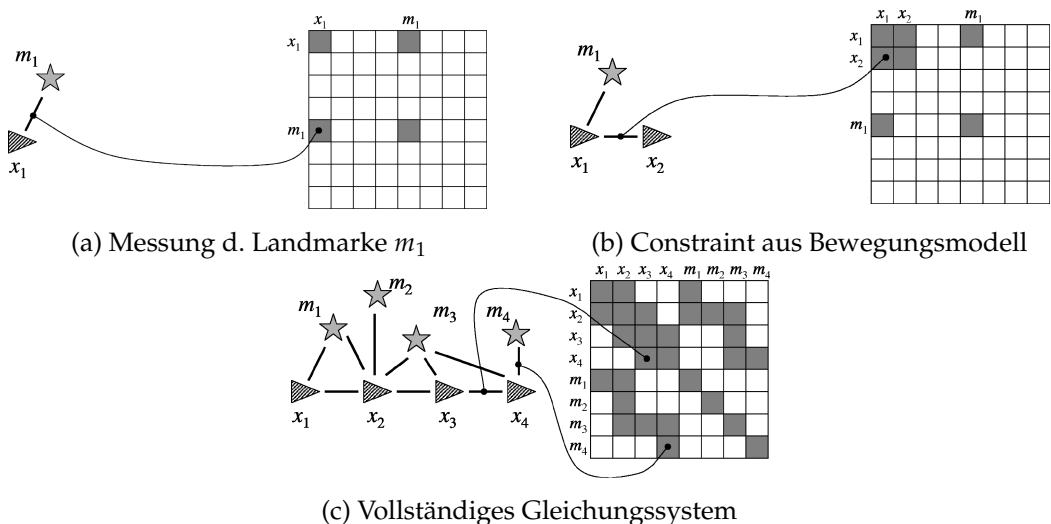 x₁ m₁
x₁
m₁
m₁
x₁
(a) Messung d. Landmarke m₁
x₁ x₂ m₁
x₁
x₂
m₁
m₁
x₁ x₂
(b) Constraint aus Bewegungsmodell
x₁ x₂ x₃ x₄ m₁ m₂ m₃ m₄
x₁
x₂
x₃
x₄
m₁
m₂
m₃
m₄
m₂
m₁ m₃ m₄
x₁ x₂ x₃ x₄
(c) Vollständiges Gleichungssystem